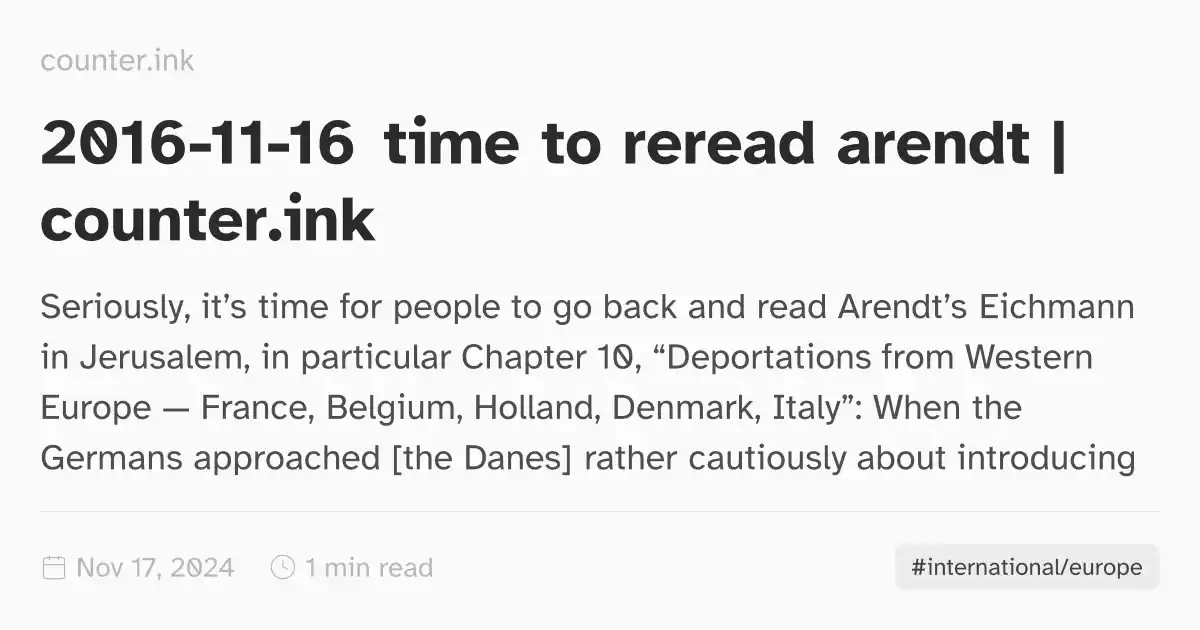 counter.ink
2016-11-16 time to reread arendt |
counter.ink
Seriously, it’s time for people to go back and read Arendt’s Eichmann
in Jerusalem, in particular Chapter 10, “Deportations from Western
Europe — France, Belgium, Holland, Denmark, Italy”: When the
Germans approached [the Danes] rather cautiously about introducing
Nov 17, 2024 1 min read #international/europe